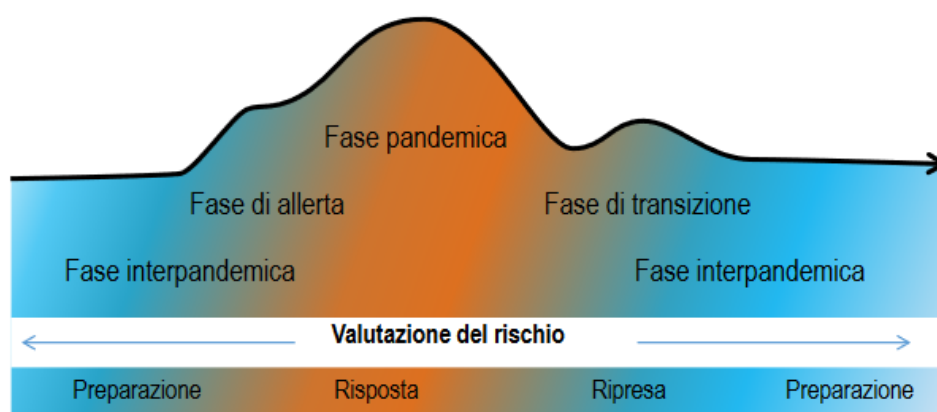 Fase pandemica
Fase di allerta
Fase di transizione
Fase interpandemica
Fase interpandemica
Valutazione del rischio
Preparazione
Risposta
Ripresa
Preparazione